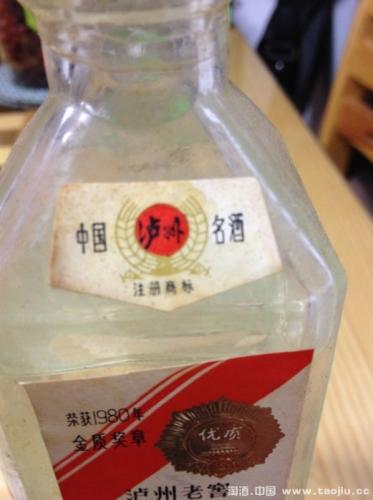 中国 泸州 名酒
注册商标
荣获1980年
金质奖章
优质
泸州老窖
淘酒.中国 www.taojiu.cc